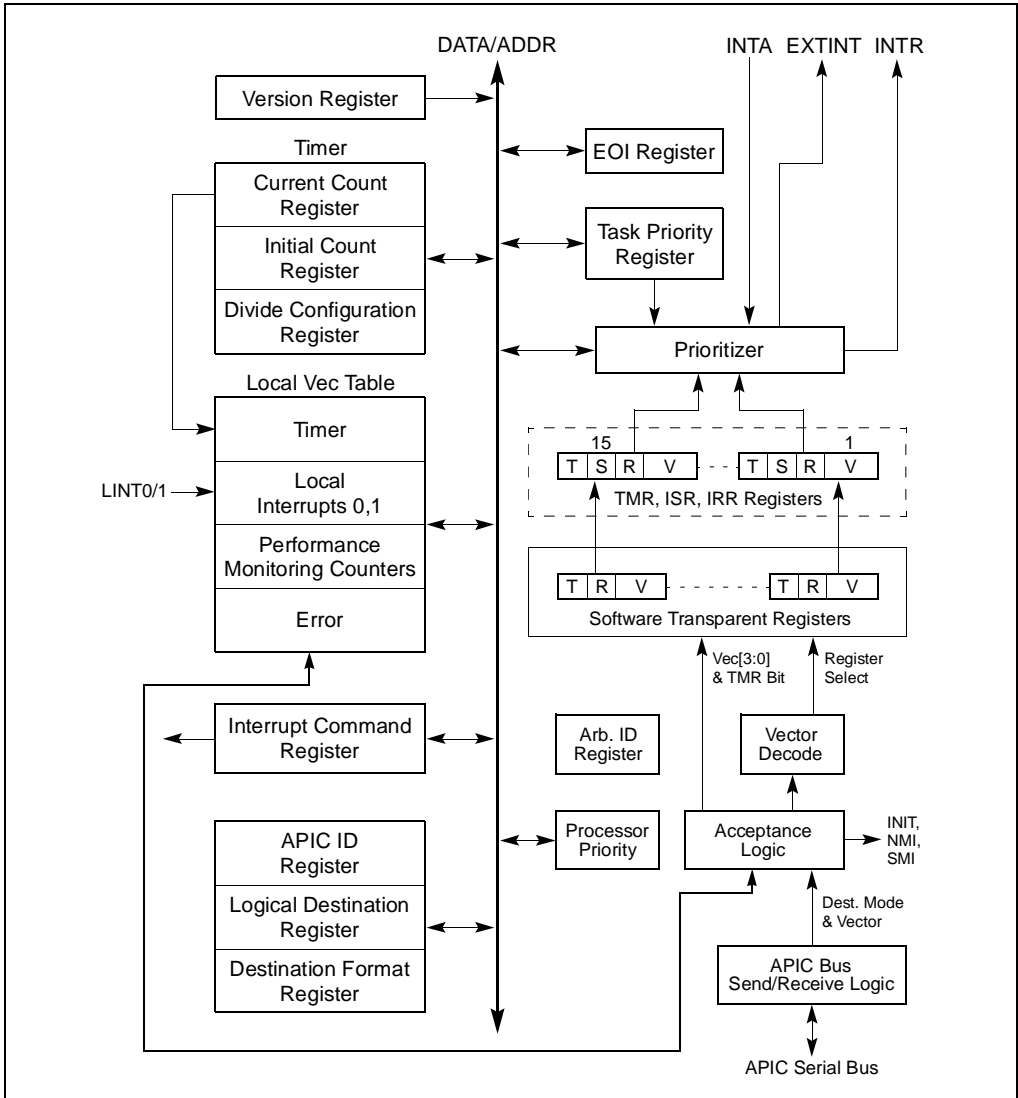 DATA/ADDR
INTA EXTINT INTR
Version Register
EOI Register
Timer
Current Count
Register
Initial Count
Register
Divide Configuration
Register
Task Priority
Register
Prioritizer
Local Vec Table
Timer
Local
Interrupts 0,1
Performance
Monitoring Counters
Error
LINT0/1
15
1
T S R V
T S R V
TMR, ISR, IRR Registers
T R V
T R V
Software Transparent Registers
Vec[3:0]
& TMR Bit
Register
Select
Interrupt Command
Register
Arb. ID
Register
Vector
Decode
APIC ID
Register
Logical Destination
Register
Destination Format
Register
Processor
Priority
Acceptance
Logic
INIT,
NMI,
SMI
Dest. Mode
& Vector
APIC Bus
Send/Receive Logic
APIC Serial Bus